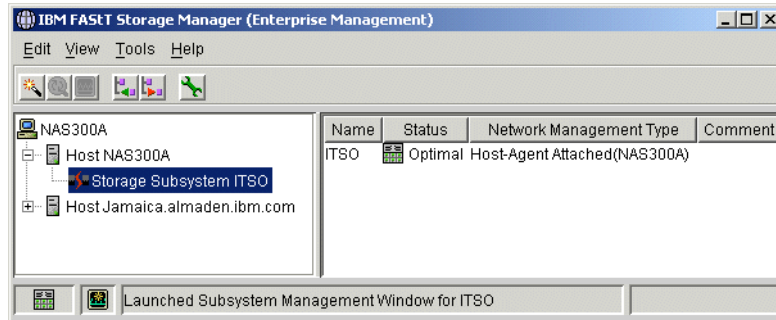 IBM FAStT Storage Manager (Enterprise Management)
Edit View Tools Help
NAS300A
Host NAS300A
Storage Subsystem ITSO
Host Jamaica.almaden.ibm.com
Name Status Network Management Type Comment
ITSO Optimal Host-Agent Attached(NAS300A)
Launched Subsystem Management Window for ITSO